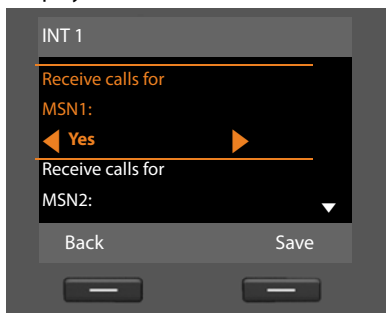 INT 1
Receive calls for
MSN1:
Yes
Receive calls for
MSN2:
Back Save